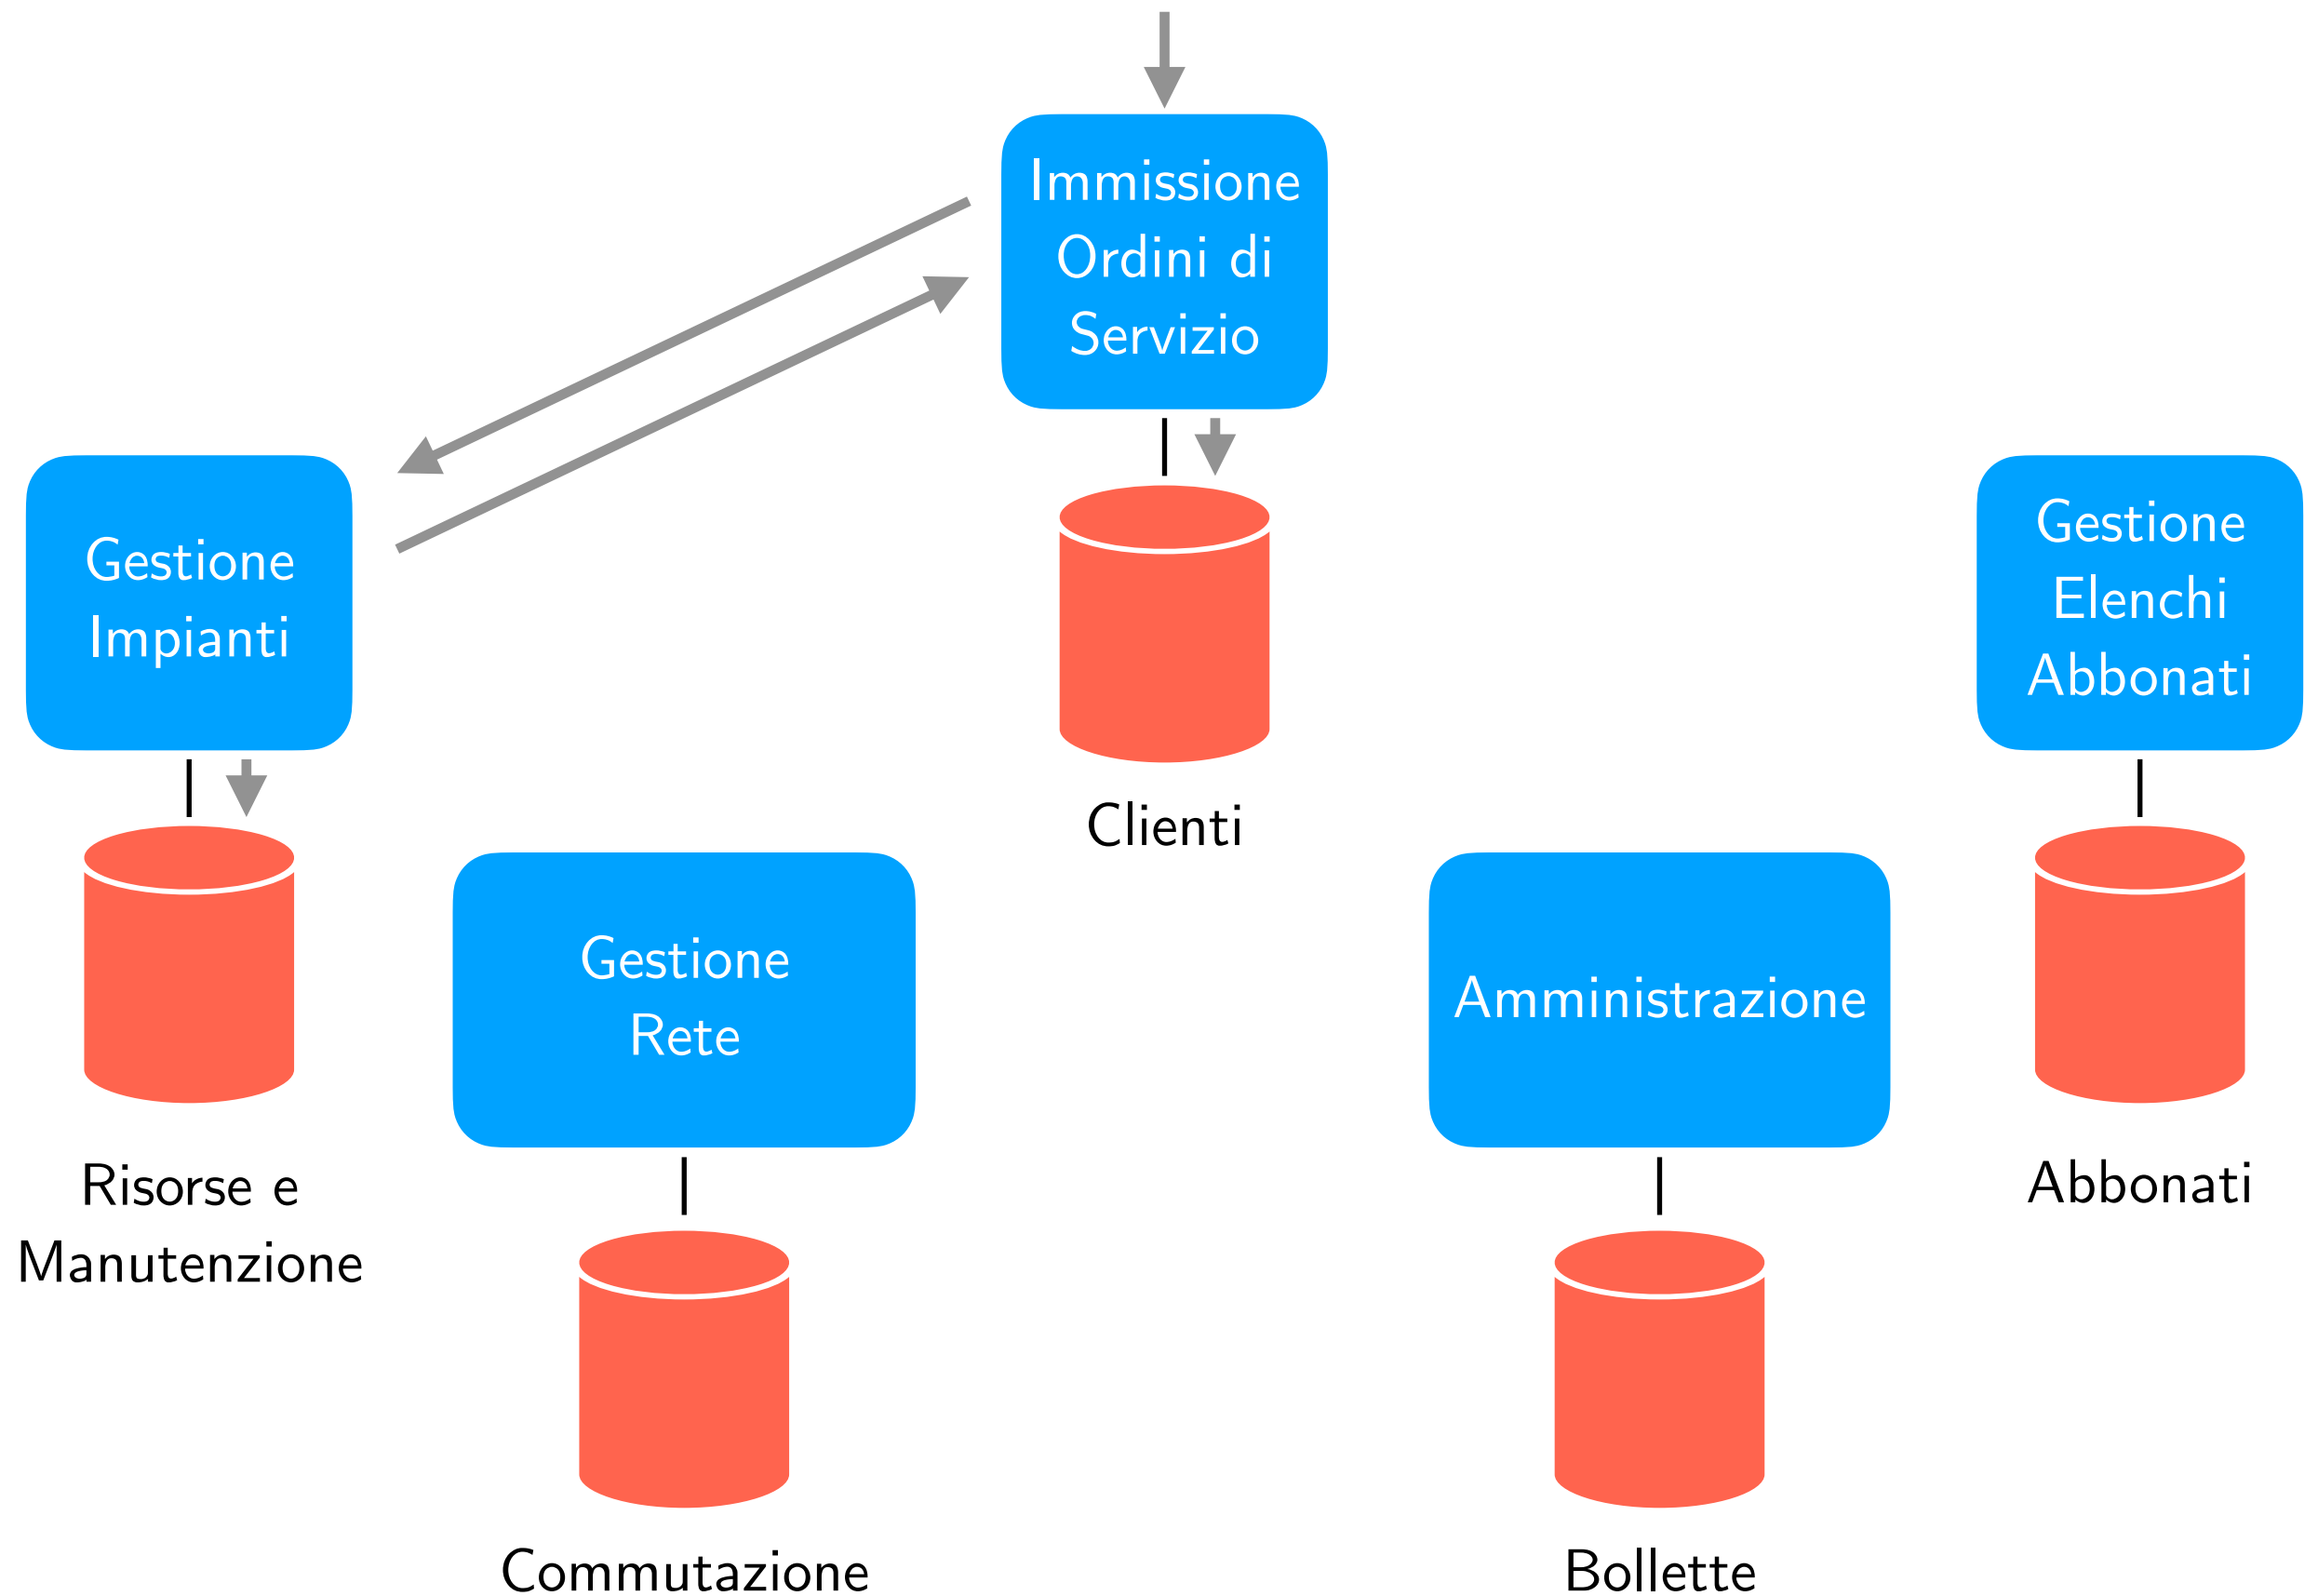 Immissione
Ordini di
Servizio
Gestione
Impianti
Gestione
Elenchi
Abbonati
Clienti
Gestione
Rete
Amministrazione
Risorse e
Manutenzione
Abbonati
Commutazione
Bollette